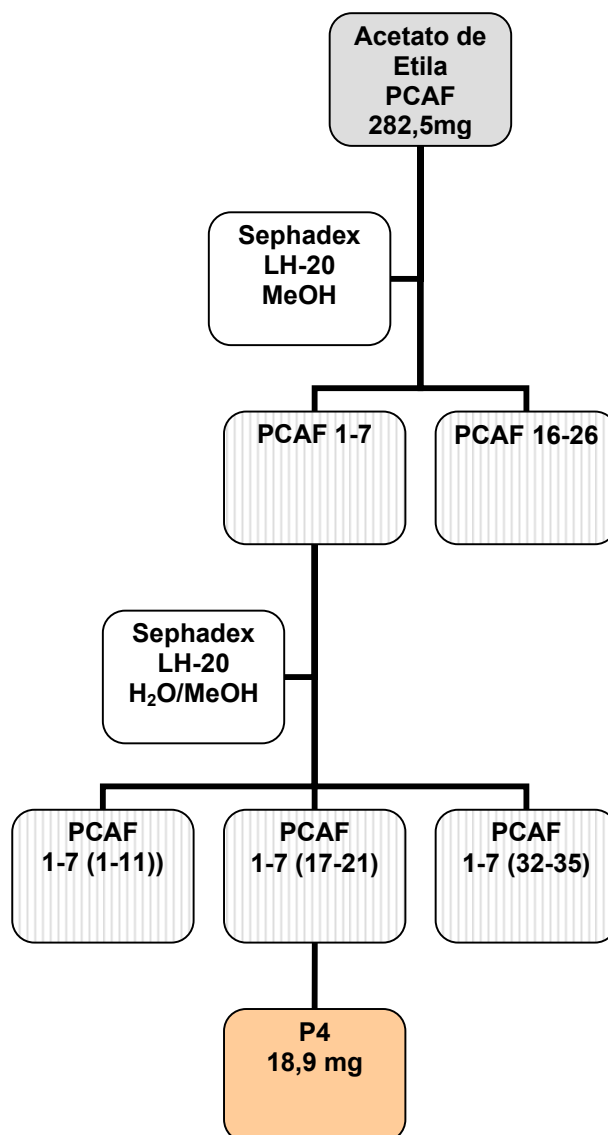 Acetato de
Etila
PCAF
282,5mg
Sephadex
LH-20
MeOH
PCAF 1-7
PCAF 16-26
Sephadex
LH-20
H₂O/MeOH
PCAF
1-7 (1-11))
PCAF
1-7 (17-21)
PCAF
1-7 (32-35)
P4
18,9 mg